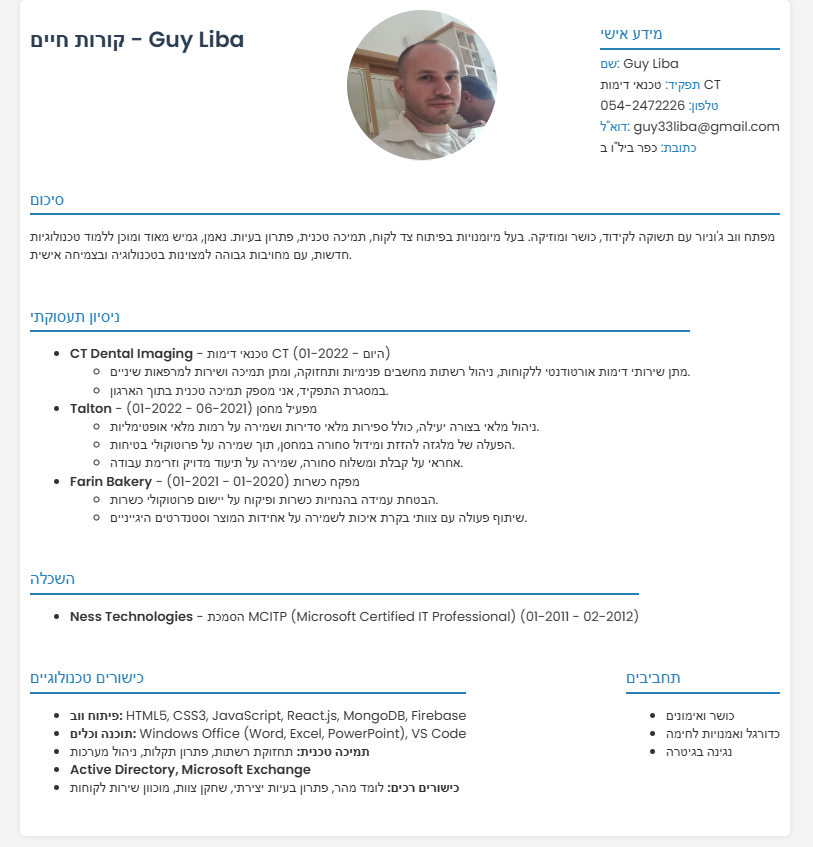 קורות חיים - Guy Liba
מידע אישי
שם: Guy Liba
תפקיד: טכנאי דימות CT
טלפון: 054-2472226
דוא"ל: guy33liba@gmail.com
כתובת: כפר ביל"ו ב
סיכום
מפתח ווב ג'וניור עם תשוקה לקידוד, כושר ומוזיקה. בעל מיומנויות בפיתוח צד לקוח, תמיכה טכנית, פתרון בעיות. נאמן, גמיש מאוד ומוכן ללמוד טכנולוגיות
חדשות, עם מחויבות גבוהה למצוינות בטכנולוגיה ובצמיחה אישית.
ניסיון תעסוקתי
CT Dental Imaging - טכנאי דימות CT (01-2022 - היום)
מתן שירותי דימות אורטודנטי ללקוחות, ניהול רשתות מחשבים פנימיות ותחזוקה, ומתן תמיכה ושירות למרפאות שיניים.
במסגרת התפקיד, אני מספק תמיכה טכנית בתוך הארגון.
Talton - מפעיל מחסן (06-2021 - 01-2022)
ניהול מלאי בצורה יעילה, כולל ספירות מלאי סדירות ושמירה על רמות מלאי אופטימליות.
הפעלה של מלגזה להזזת ומידול סחורה במחסן, תוך שמירה על פרוטוקולי בטיחות.
אחראי על קבלת ומשלוח סחורה, שמירה על תיעוד מדויק וזרימת עבודה.
Farin Bakery - מפקח כשרות (01-2020 - 01-2021)
הבטחת עמידה בהנחיות כשרות ופיקוח על יישום פרוטוקולי כשרות.
שיתוף פעולה עם צוותי בקרת איכות לשמירה על אחידות המוצר וסטנדרטים היגייניים.
השכלה
Ness Technologies - הסמכת MCITP (Microsoft Certified IT Professional) (01-2011 - 02-2012)
כישורים טכנולוגיים
פיתוח ווב: HTML5, CSS3, JavaScript, React.js, MongoDB, Firebase
תוכנה וכלים: Windows Office (Word, Excel, PowerPoint), VS Code
תמיכה טכנית: תחזוקת רשתות, פתרון תקלות, ניהול מערכות
Active Directory, Microsoft Exchange
כישורים רכים: לומד מהר, פתרון בעיות יצירתי, שחקן צוות, מוכוון שירות לקוחות
תחביבים
כושר ואימונים
כדורגל ואמנויות לחימה
נגינה בגיטרה